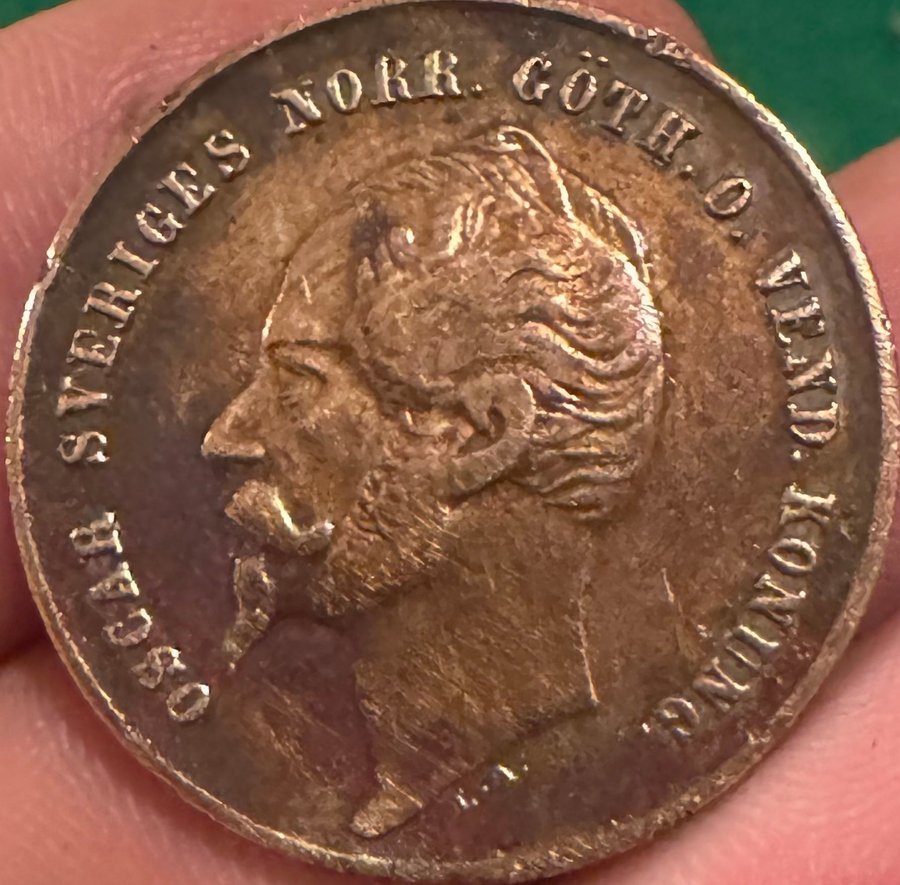 OSCAR SVERIGES NORR. GÖTH. O. VEND. KONUNG.
L.A.